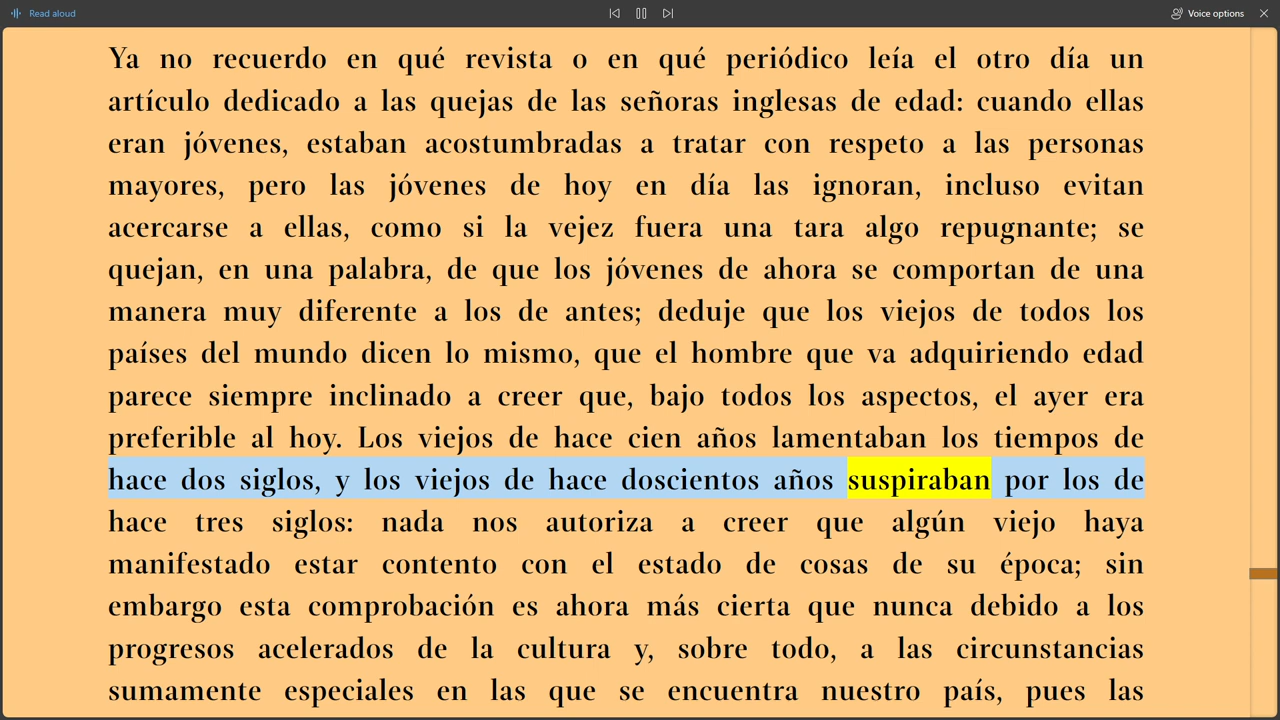 Read aloud
Voice options
Ya no recuerdo en qué revista o en qué periódico leía el otro día un
artículo dedicado a las quejas de las señoras inglesas de edad: cuando ellas
eran jóvenes, estaban acostumbradas a tratar con respeto a las personas
mayores, pero las jóvenes de hoy en día las ignoran, incluso evitan
acercarse a ellas, como si la vejez fuera una tara algo repugnante; se
quejan, en una palabra, de que los jóvenes de ahora se comportan de una
manera muy diferente a los de antes; deduje que los viejos de todos los
países del mundo dicen lo mismo, que el hombre que va adquiriendo edad
parece siempre inclinado a creer que, bajo todos los aspectos, el ayer era
preferible al hoy. Los viejos de hace cien años lamentaban los tiempos de
hace dos siglos, y los viejos de hace doscientos años suspiraban por los de
hace tres siglos: nada nos autoriza a creer que algún viejo haya
manifestado estar contento con el estado de cosas de su época; sin
embargo esta comprobación es ahora más cierta que nunca debido a los
progresos acelerados de la cultura y, sobre todo, a las circunstancias
sumamente especiales en las que se encuentra nuestro país, pues las